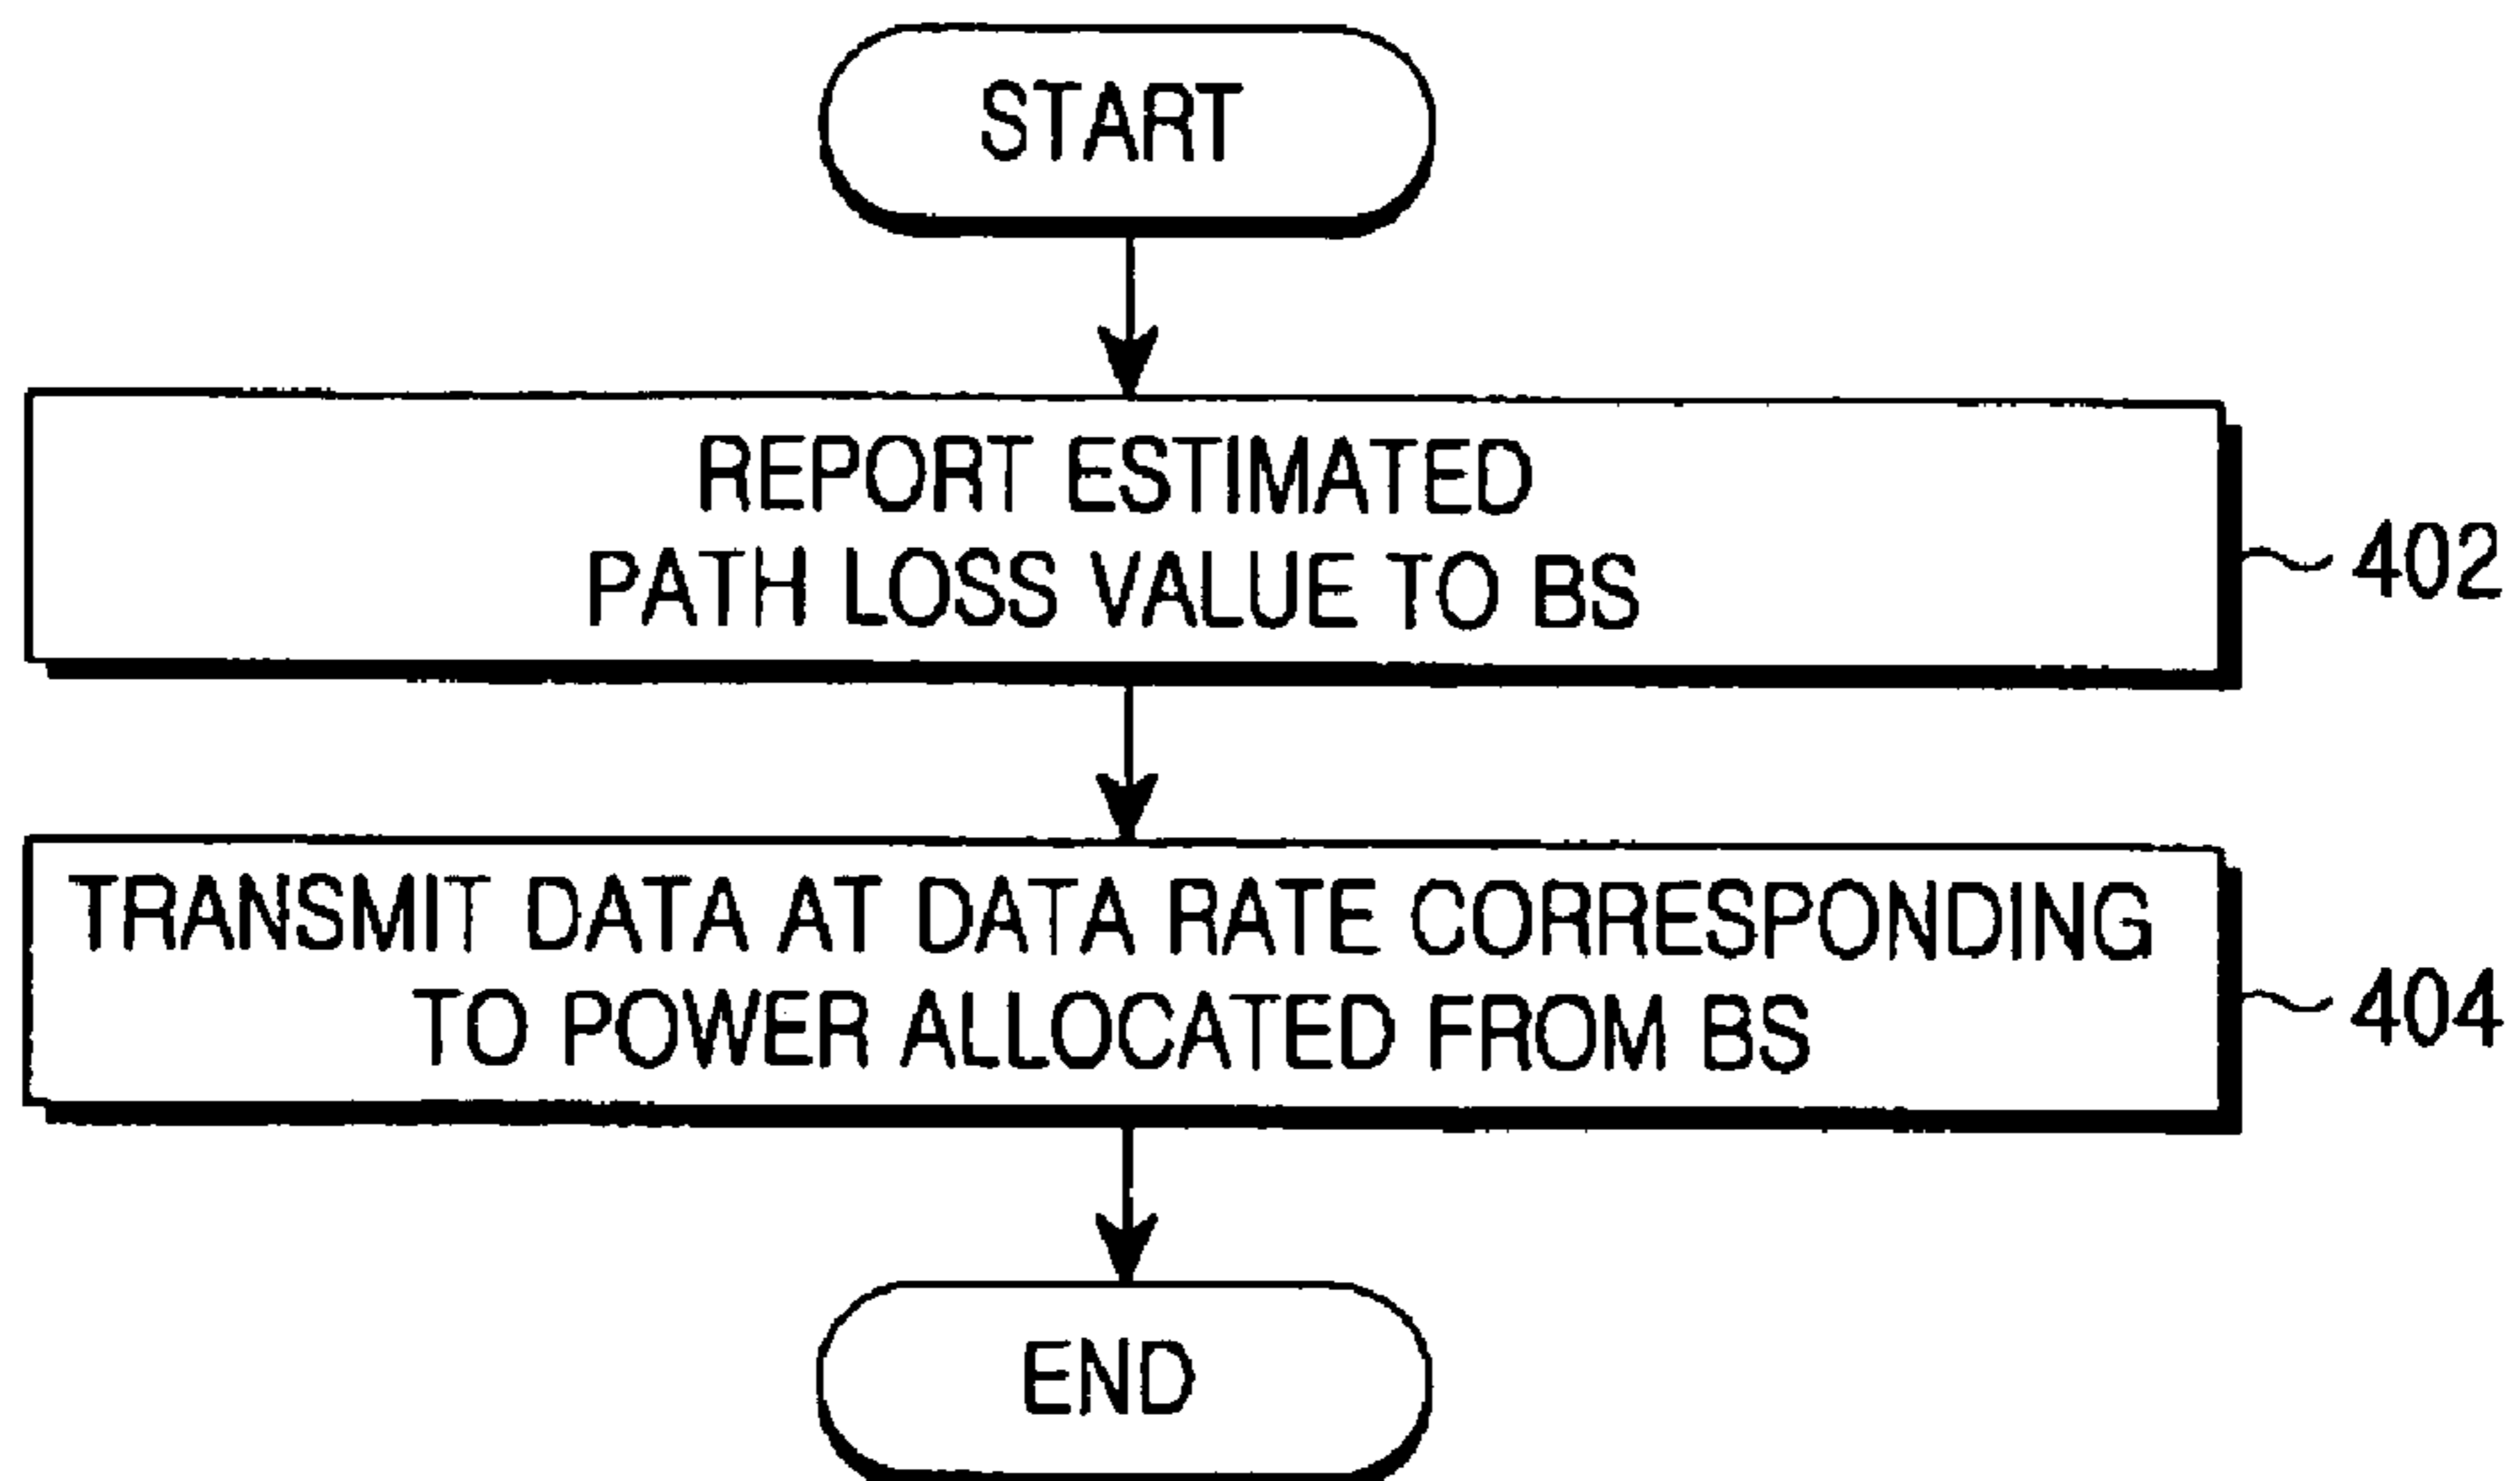 START
REPORT ESTIMATED
PATH LOSS VALUE TO BS
402
TRANSMIT DATA AT DATA RATE CORRESPONDING
TO POWER ALLOCATED FROM BS
404
END